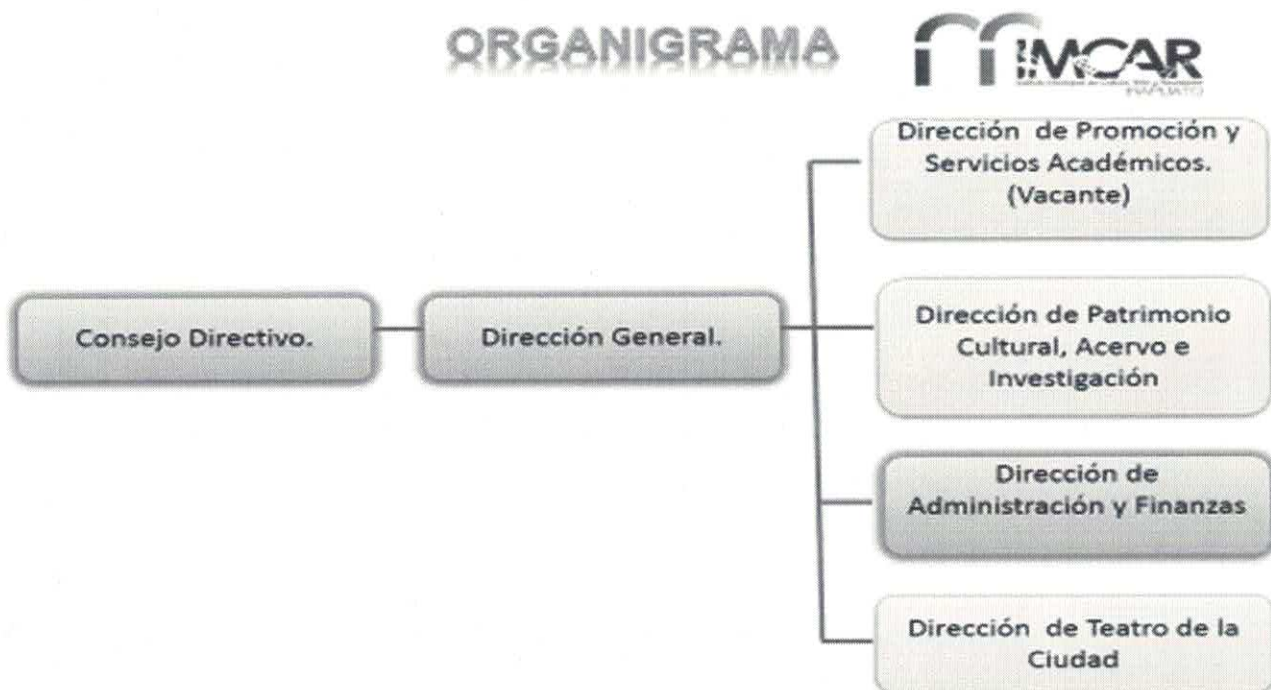 ORGANIGRAMA
IMCAR
IRAPUATO
Dirección de Promoción y
Servicios Académicos.
(Vacante)
Consejo Directivo.
Dirección General.
Dirección de Patrimonio
Cultural, Acervo e
Investigación
Dirección de
Administración y Finanzas
Dirección de Teatro de la
Ciudad